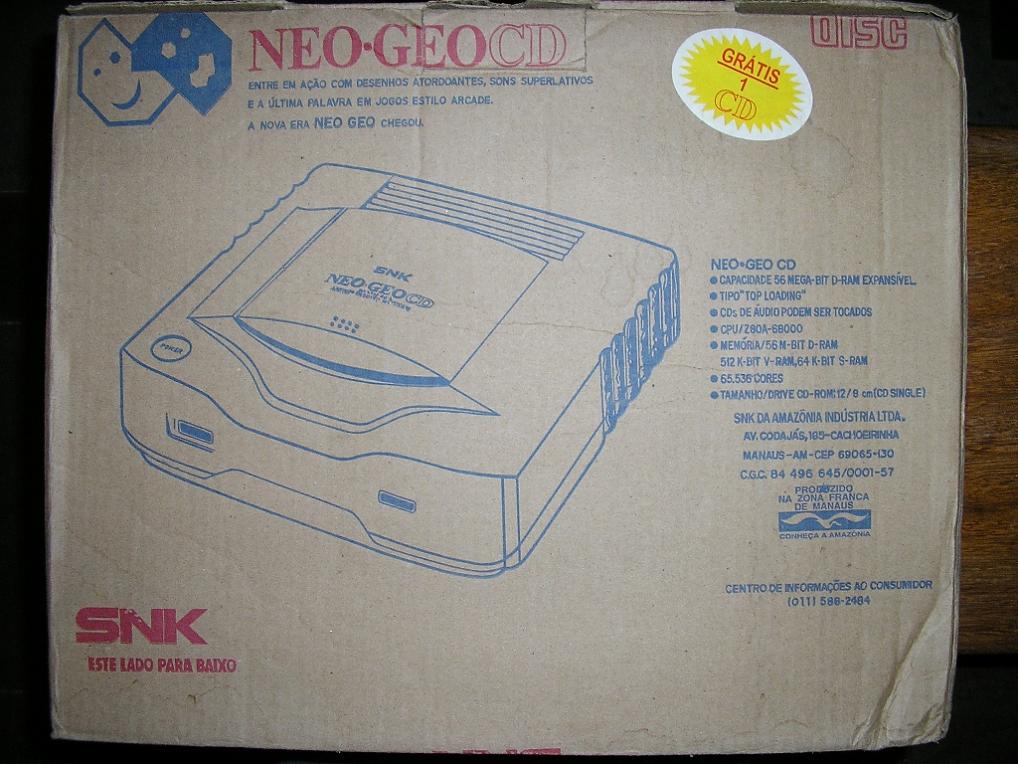 NEO•GEO CD
DISC
ENTRE EM AÇÃO COM DESENHOS ATORDOANTES, SONS SUPERLATIVOS
E A ÚLTIMA PALAVRA EM JOGOS ESTILO ARCADE.
A NOVA ERA NEO GEO CHEGOU.
GRÁTIS
1
CD
SNK
NEO•GEO CD
POWER
NEO•GEO CD
● CAPACIDADE 56 MEGA-BIT D-RAM EXPANSÍVEL
● TIPO "TOP LOADING"
● CDs DE ÁUDIO PODEM SER TOCADOS
● CPU/Z80A-68000
● MEMÓRIA/56 M-BIT D-RAM
512 K-BIT V-RAM, 64 K-BIT S-RAM
● 65.536 CORES
● TAMANHO/DRIVE CD-ROM: 12/8 cm (CD SINGLE)
SNK DA AMAZÔNIA INDÚSTRIA LTDA.
AV. CODAJÁS, 185-CACHOEIRINHA
MANAUS-AM-CEP 69065-130
C.G.C. 84 496 645/0001-57
PRODUZIDO
NA ZONA FRANCA
DE MANAUS
CONHEÇA A AMAZÔNIA
CENTRO DE INFORMAÇÕES AO CONSUMIDOR
(011) 588-2484
SNK
ESTE LADO PARA BAIXO